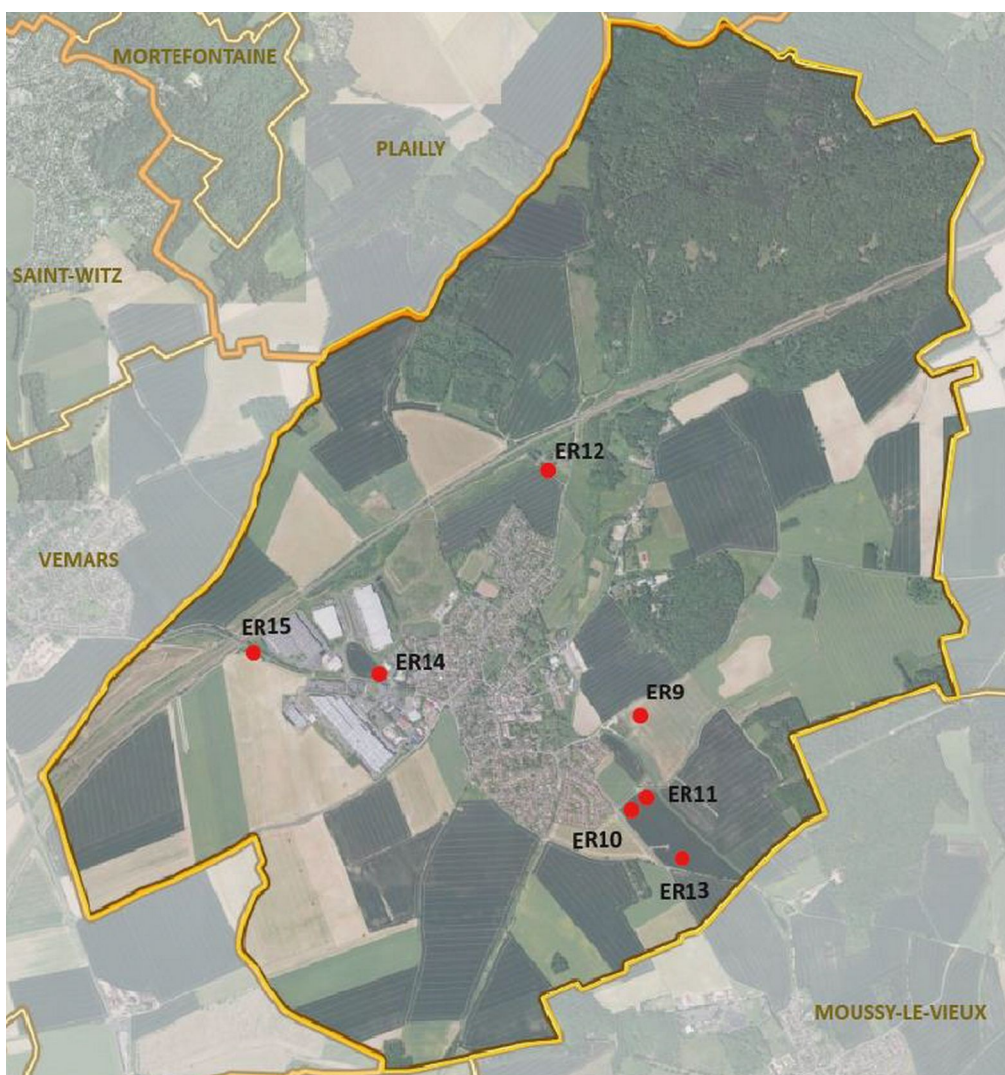 MORTEFONTAINE
PLAILLY
SAINT-WITZ
ER12
VEMARS
ER15
ER14
ER9
ER11
ER10
ER13
MOUSSY-LE-VIEUX